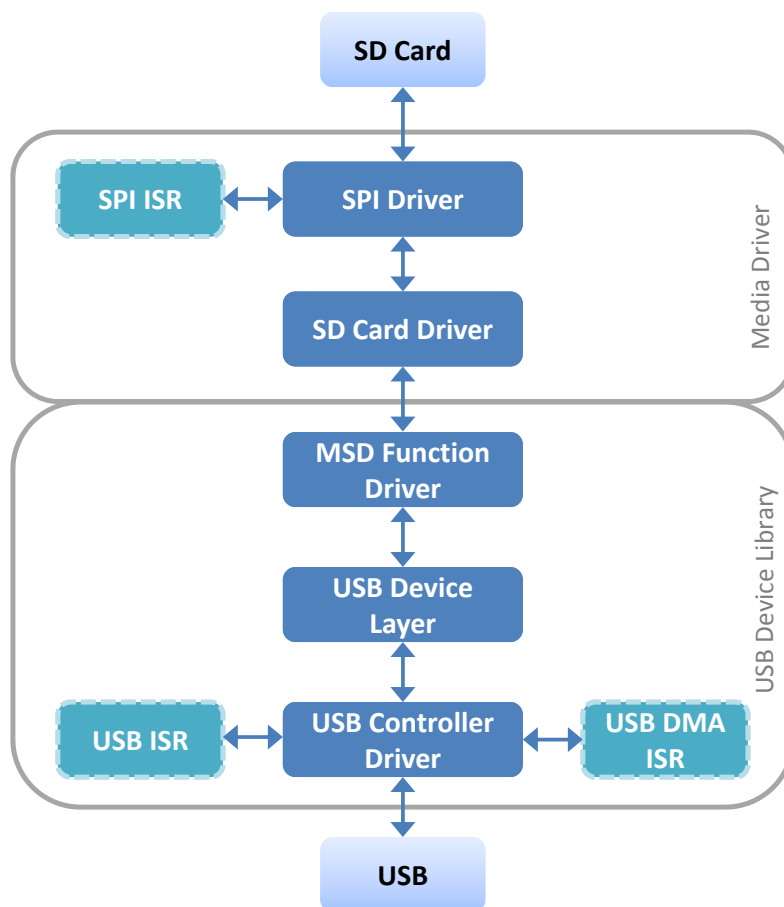 SD Card
SPI ISR
SPI Driver
Media Driver
SD Card Driver
MSD Function
Driver
USB Device Library
USB Device
Layer
USB ISR
USB Controller
Driver
USB DMA
ISR
USB